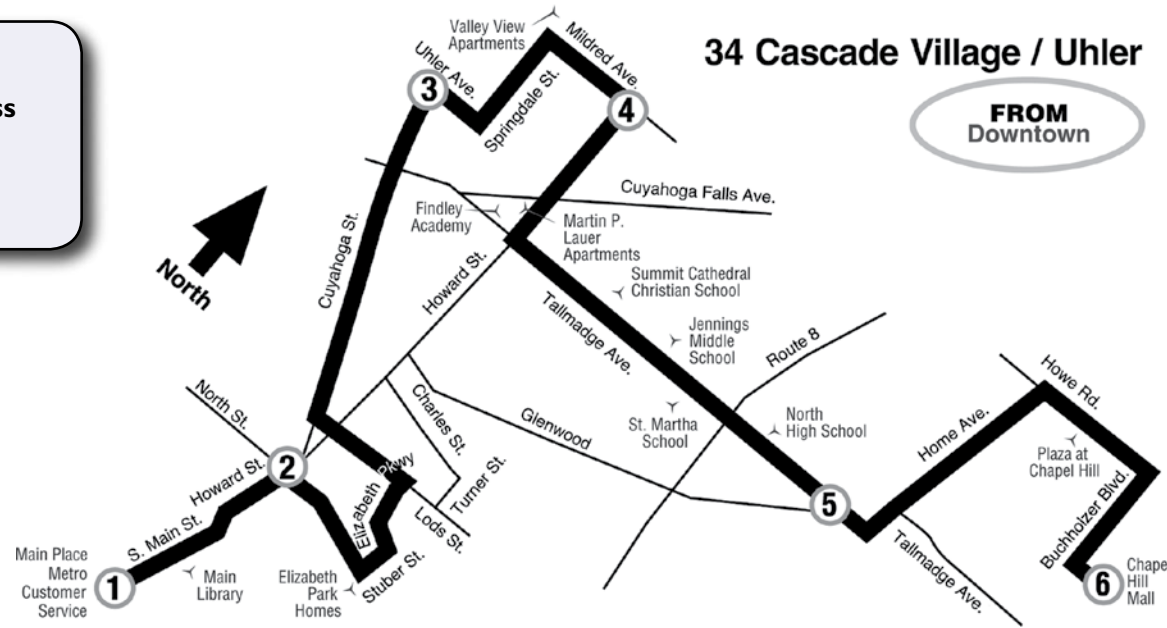 ss
34 Cascade Village / Uhler
FROM
Downtown
North
Valley View
Apartments
Mildred Ave.
Uhler Ave.
3
Springdale St.
4
Cuyahoga Falls Ave.
Findley
Academy
Martin P.
Lauer
Apartments
Cuyahoga St.
Howard St.
Summit Cathedral
Christian School
Tallmadge Ave.
Jennings
Middle
School
Route 8
North St.
Charles St.
Glenwood
St. Martha
School
North
High School
Howe Rd.
Home Ave.
Plaza at
Chapel Hill
2
Howard St.
Elizabeth Pkwy
Turner St.
Lods St.
5
Buchholzer Blvd.
S. Main St.
Main Place
Metro
Customer
Service
1
Main
Library
Elizabeth
Park
Homes
Stuber St.
Tallmadge Ave.
6
Chape
Hill
Mall